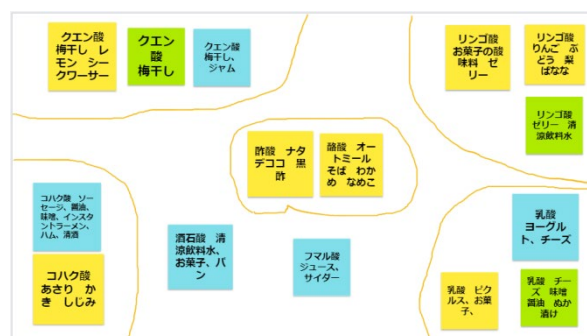 クエン酸
梅干し　レ
モン　シー
クワーサー
クエン
酸
梅干し
クエン酸
梅干し、
ジャム
リンゴ酸
お菓子の酸
味料　ゼ
リー
リンゴ酸
りんご　ぶ
どう　梨
ばなな
リンゴ酸
ゼリー　清
涼飲料水
酢酸　ナタ
デココ　黒
酢
酪酸　オー
トミール
そば　わか
め　なめこ
コハク酸　ソー
セージ、醤油、
味噌、インスタ
ントラーメン、
ハム、清酒
コハク酸
あさり　か
き　しじみ
酒石酸　清
涼飲料水、
お菓子、パ
ン
フマル酸
ジュース、
サイダー
乳酸
ヨーグル
ト、チーズ
乳酸　ピク
ルス、お菓
子、
乳酸　チー
ズ　味噌
醤油　ぬか
漬け